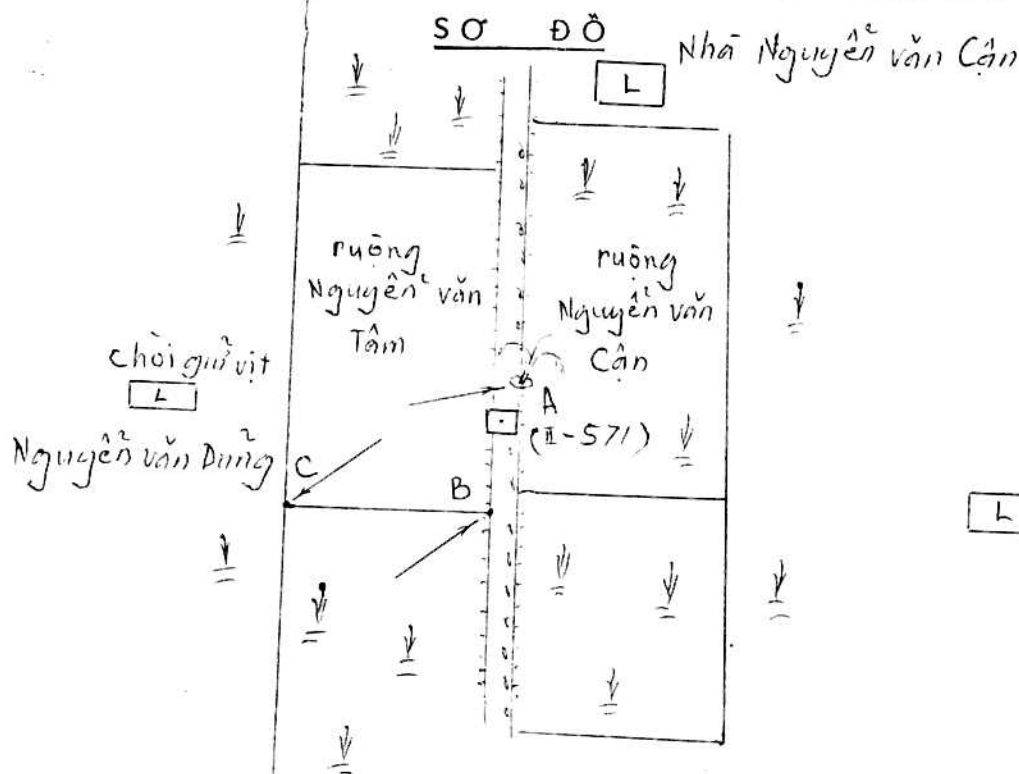 SƠ ĐỒ
Nhà Nguyễn văn Cận
L
ruộng
Nguyễn văn
Tâm
ruộng
Nguyễn văn
Cận
chòi giữ vịt
L
Nguyễn văn Dũng
A
(II-571)
C
B
L